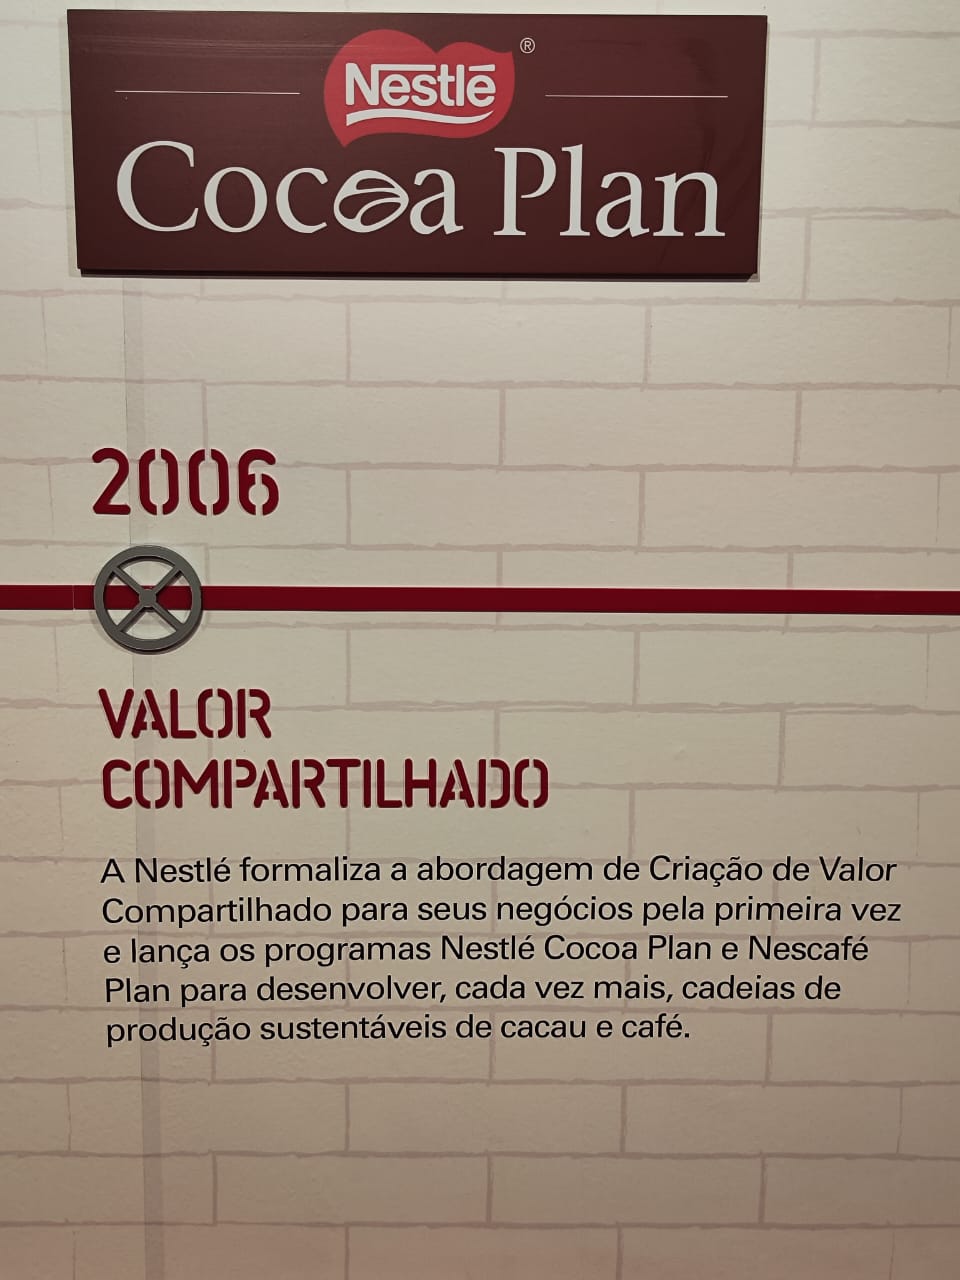 Nestlé ®
Cocoa Plan
2006
VALOR
COMPARTILHADO
A Nestlé formaliza a abordagem de Criação de Valor
Compartilhado para seus negócios pela primeira vez
e lança os programas Nestlé Cocoa Plan e Nescafé
Plan para desenvolver, cada vez mais, cadeias de
produção sustentáveis de cacau e café.